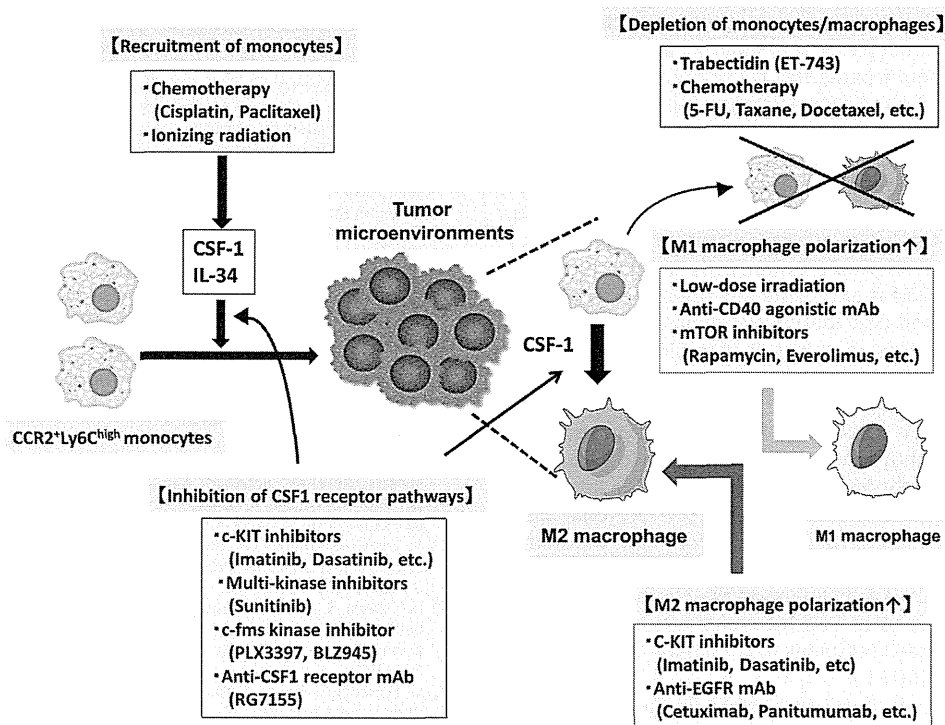 【Recruitment of monocytes】
・Chemotherapy
(Cisplatin, Paclitaxel)
・Ionizing radiation
CSF-1
IL-34
CCR2⁺Ly6Cʰⁱᵍʰ monocytes
Tumor
microenvironments
【Depletion of monocytes/macrophages】
・Trabectidin (ET-743)
・Chemotherapy
(5-FU, Taxane, Docetaxel, etc.)
【M1 macrophage polarization↑】
・Low-dose irradiation
・Anti-CD40 agonistic mAb
・mTOR inhibitors
(Rapamycin, Everolimus, etc.)
CSF-1
M2 macrophage
M1 macrophage
【Inhibition of CSF1 receptor pathways】
・c-KIT inhibitors
(Imatinib, Dasatinib, etc.)
・Multi-kinase inhibitors
(Sunitinib)
・c-fms kinase inhibitor
(PLX3397, BLZ945)
・Anti-CSF1 receptor mAb
(RG7155)
【M2 macrophage polarization↑】
・C-KIT inhibitors
(Imatinib, Dasatinib, etc)
・Anti-EGFR mAb
(Cetuximab, Panitumumab, etc.)